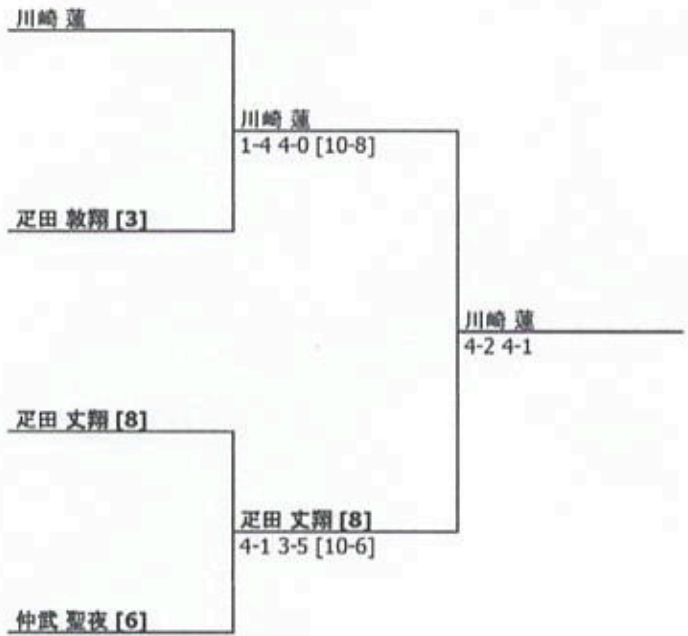 川崎 蓮
川崎 蓮
1-4 4-0 [10-8]
疋田 敦翔 [3]
川崎 蓮
4-2 4-1
疋田 丈翔 [8]
疋田 丈翔 [8]
4-1 3-5 [10-6]
仲武 聖夜 [6]